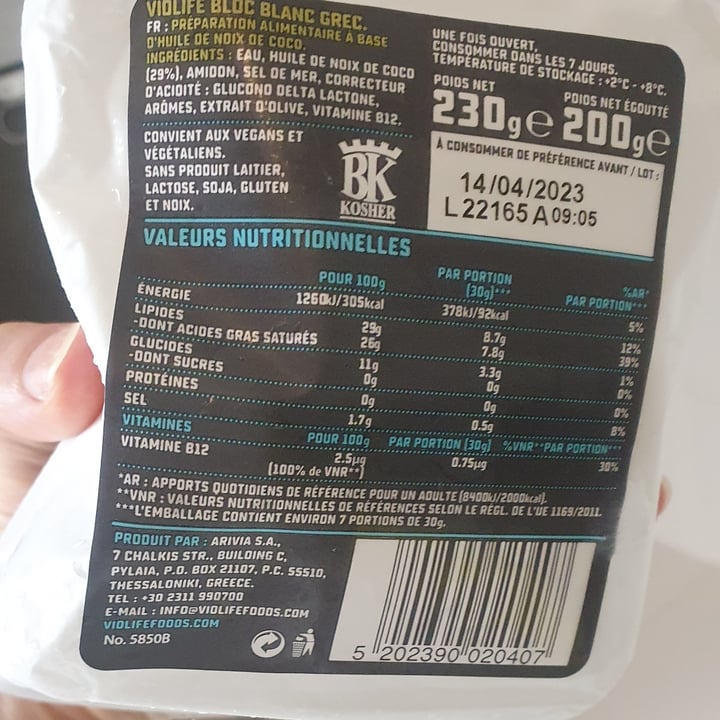 VIOLIFE BLOC BLANC GREC.
FR : PRÉPARATION ALIMENTAIRE À BASE
D'HUILE DE NOIX DE COCO.
INGRÉDIENTS : EAU, HUILE DE NOIX DE COCO
(29%), AMIDON, SEL DE MER, CORRECTEUR
D'ACIDITÉ : GLUCONO DELTA LACTONE,
ARÔMES, EXTRAIT D'OLIVE, VITAMINE B12.
CONVIENT AUX VEGANS ET
VÉGÉTALIENS.
SANS PRODUIT LAITIER,
LACTOSE, SOJA, GLUTEN
ET NOIX.
BK
KOSHER
UNE FOIS OUVERT,
CONSOMMER DANS LES 7 JOURS.
TEMPÉRATURE DE STOCKAGE : +2°C - +8°C.
POIDS NET POIDS NET ÉGOUTTÉ
230g℮ 200g℮
À CONSOMMER DE PRÉFÉRENCE AVANT / LOT :
14/04/2023
L22165 A 09:05
VALEURS NUTRITIONNELLES
POUR 100g PAR PORTION (30g)*** %AR* PAR PORTION***
ÉNERGIE 1260kJ/305kcal 378kJ/92kcal 5%
LIPIDES 29g 8.7g 12%
-DONT ACIDES GRAS SATURÉS 26g 7.8g 39%
GLUCIDES 11g 3.3g 1%
-DONT SUCRES 0g 0g 0%
PROTÉINES 0g 0g 0%
SEL 1.7g 0.5g 8%
VITAMINES POUR 100g PAR PORTION (30g) %VNR** PAR PORTION***
VITAMINE B12 2.5µg 0.75µg 30%
(100% de VNR**)
*AR : APPORTS QUOTIDIENS DE RÉFÉRENCE POUR UN ADULTE (8400kJ/2000kcal).
**VNR : VALEURS NUTRITIONNELLES DE RÉFÉRENCES SELON LE RÉGL. DE L'UE 1169/2011.
***L'EMBALLAGE CONTIENT ENVIRON 7 PORTIONS DE 30g.
PRODUIT PAR : ARIVIA S.A.,
7 CHALKIS STR., BUILDING C,
PYLAIA, P.O. BOX 21107, P.C. 55510,
THESSALONIKI, GREECE.
TEL : +30 2311 990700
E-MAIL : INFO@VIOLIFEFOODS.COM
VIOLIFEFOODS.COM
No. 5850B
5 202390 020407